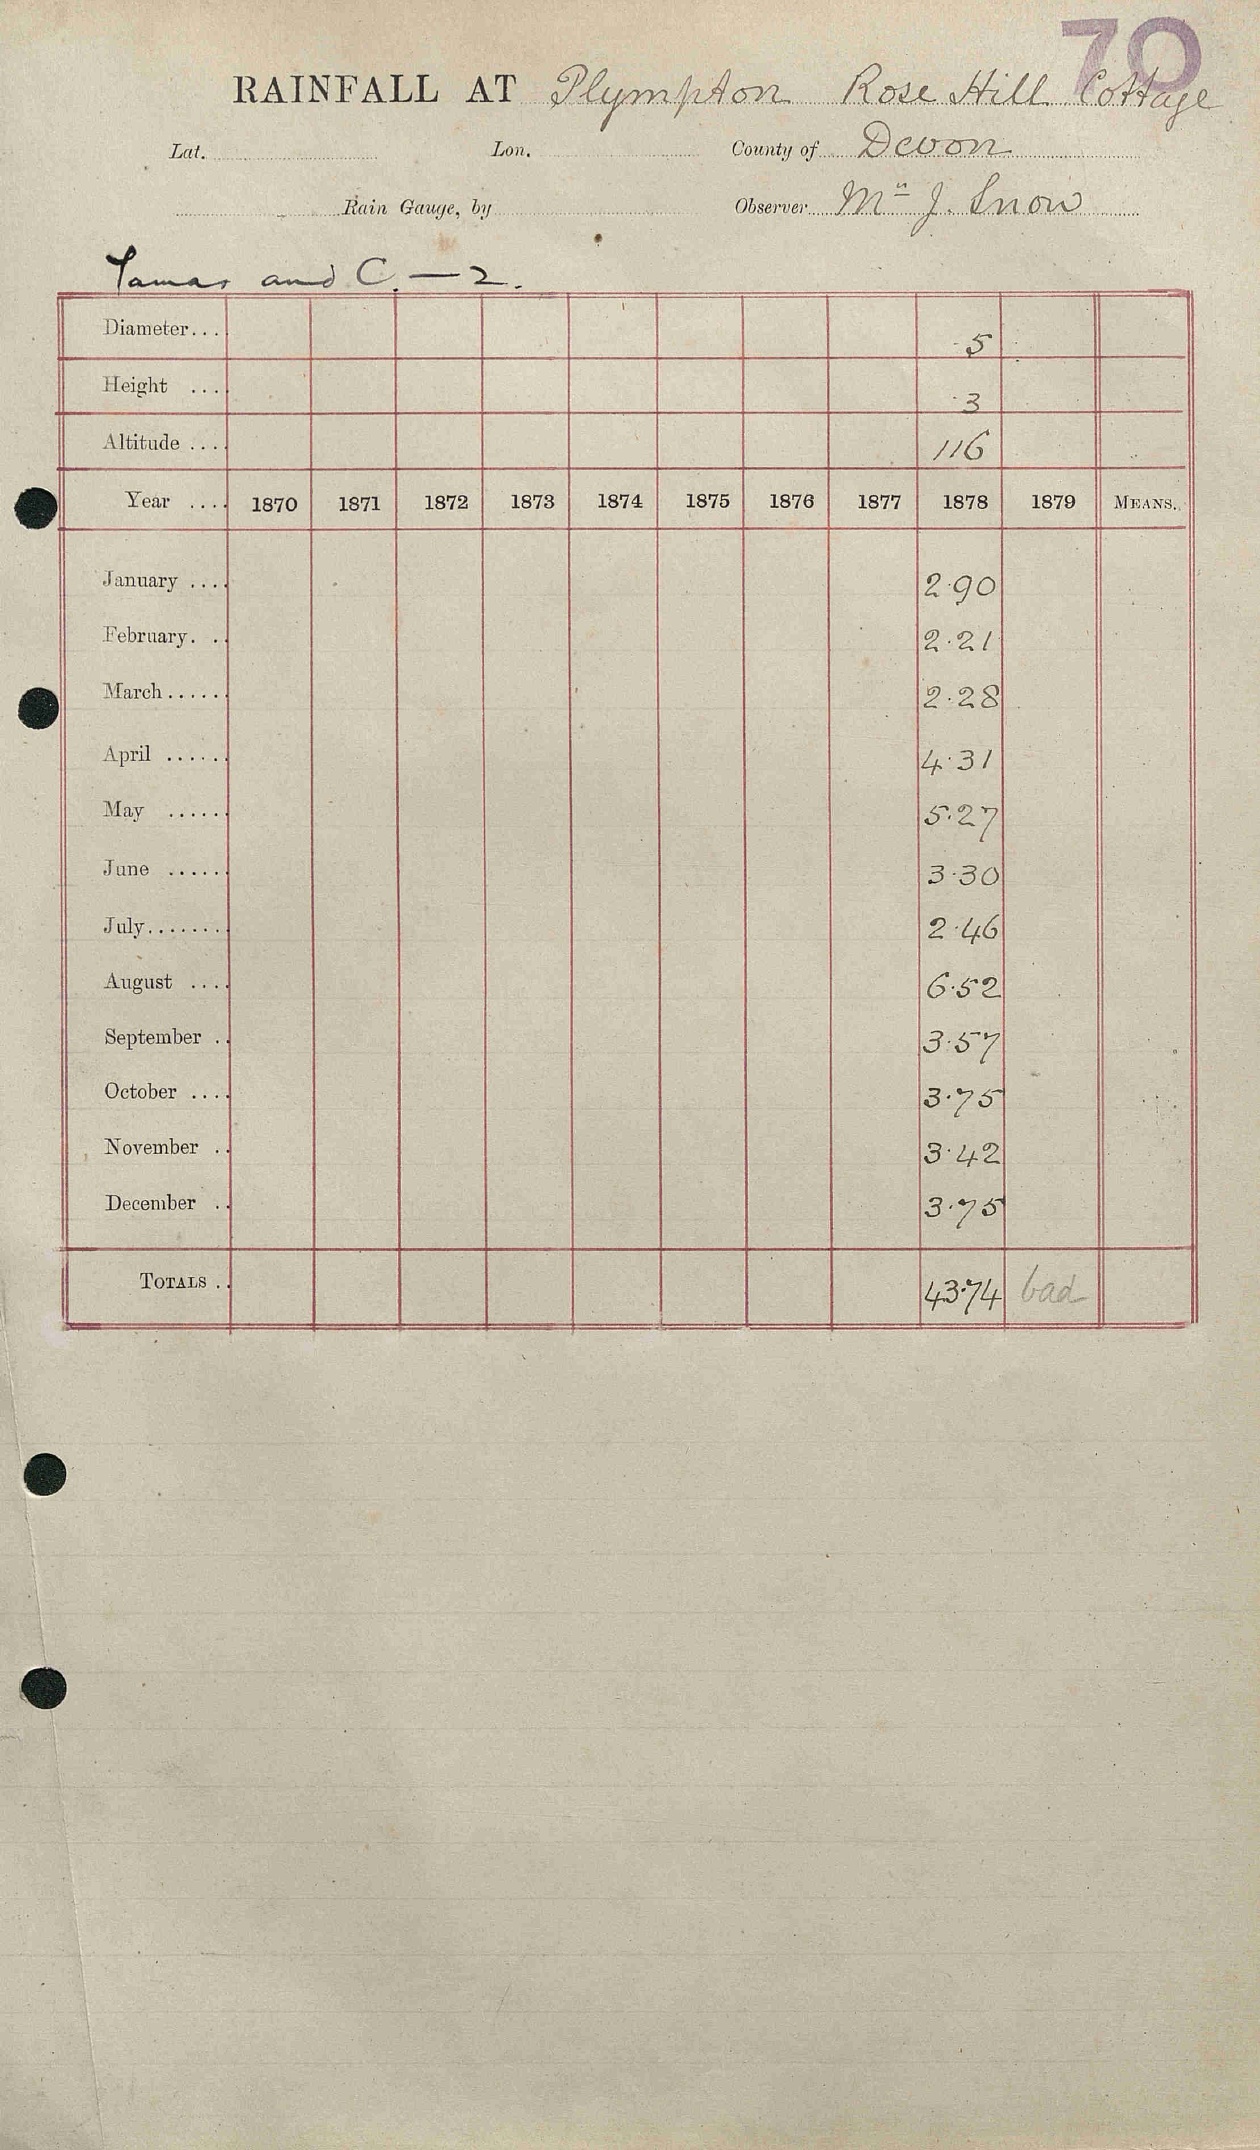 70
RAINFALL AT Plympton Rose Hill Cottage
Lat. Lon. County of Devon
Rain Gauge, by Observer Mr J. Snow
Tamar and C. — 2.
Diameter... 5
Height ... 3
Altitude .... 116
Year .... 1870 1871 1872 1873 1874 1875 1876 1877 1878 1879 MEANS.
January .... 2.90
February. .. 2.21
March...... 2.28
April ...... 4.31
May ...... 5.27
June ...... 3.30
July........ 2.46
August .... 6.52
September .. 3.57
October .... 3.75
November .. 3.42
December .. 3.75
TOTALS .. 43.74 bad